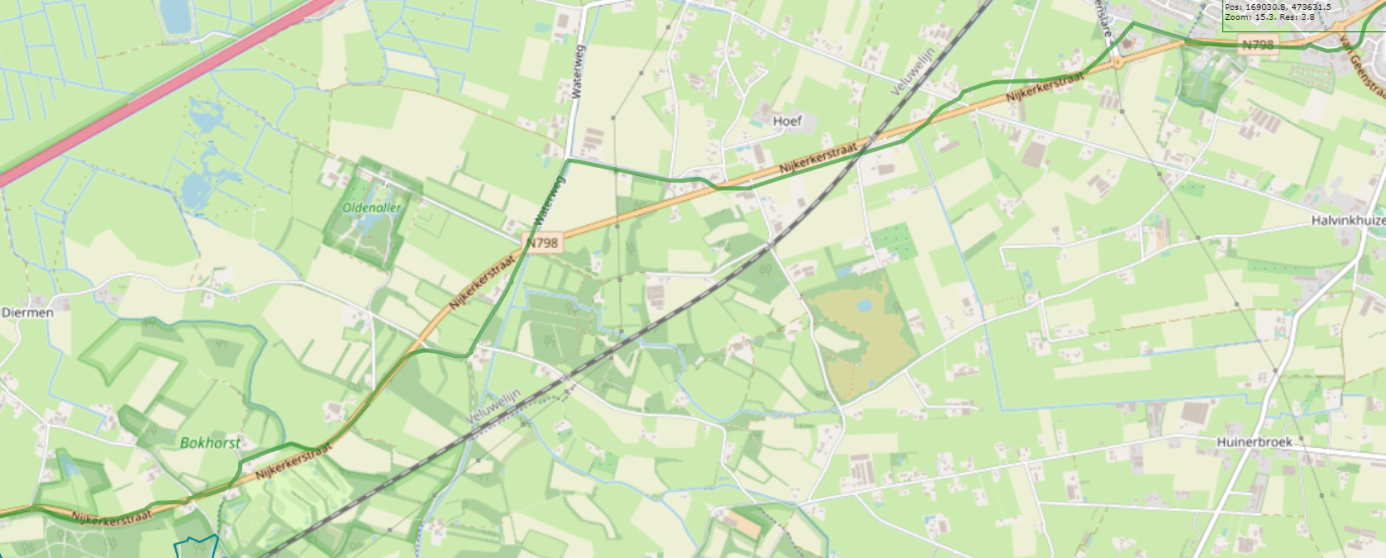 Pos: 169030.8, 473631.5
Zoom: 15.3, Res: 3.8
N798
Waterweg
Veluwelijn
Nijkerkerstraat
Hoef
Nijkerkerstraat
Oldenaller
Waterweg
N798
Halvinkhuize
Nijkerkerstraat
Diermen
Veluwelijn
Bokhorst
Huinerbroek
Nijkerkerstraat
Nijkerkerstraat